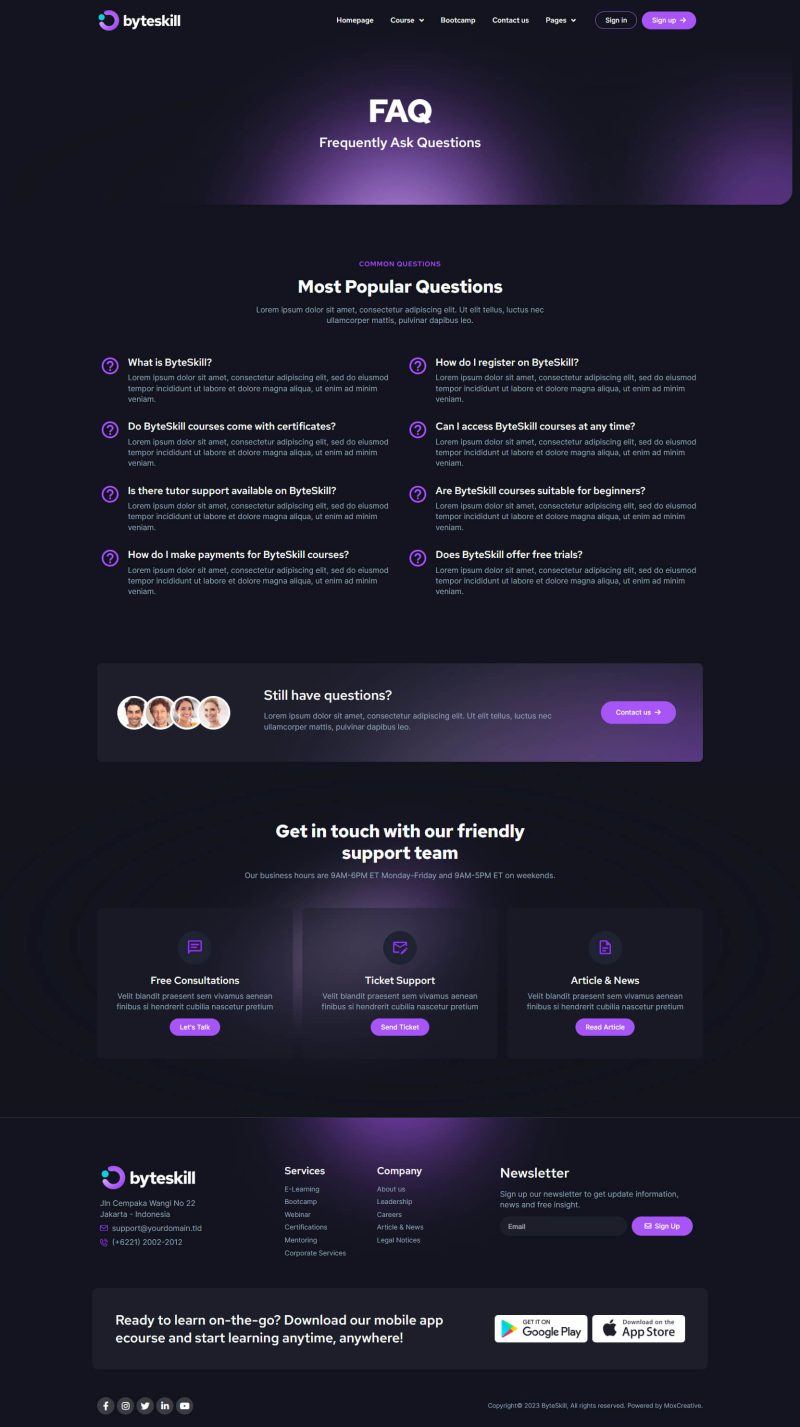 byteskill
Homepage Course Bootcamp Contact us Pages Sign in Sign up
FAQ
Frequently Ask Questions
COMMON QUESTIONS
Most Popular Questions
Lorem ipsum dolor sit amet, consectetur adipiscing elit. Ut elit tellus, luctus nec
ullamcorper mattis, pulvinar dapibus leo.
What is ByteSkill?
Lorem ipsum dolor sit amet, consectetur adipiscing elit, sed do eiusmod
tempor incididunt ut labore et dolore magna aliqua, ut enim ad minim
veniam.
How do I register on ByteSkill?
Lorem ipsum dolor sit amet, consectetur adipiscing elit, sed do eiusmod
tempor incididunt ut labore et dolore magna aliqua, ut enim ad minim
veniam.
Do ByteSkill courses come with certificates?
Lorem ipsum dolor sit amet, consectetur adipiscing elit, sed do eiusmod
tempor incididunt ut labore et dolore magna aliqua, ut enim ad minim
veniam.
Can I access ByteSkill courses at any time?
Lorem ipsum dolor sit amet, consectetur adipiscing elit, sed do eiusmod
tempor incididunt ut labore et dolore magna aliqua, ut enim ad minim
veniam.
Is there tutor support available on ByteSkill?
Lorem ipsum dolor sit amet, consectetur adipiscing elit, sed do eiusmod
tempor incididunt ut labore et dolore magna aliqua, ut enim ad minim
veniam.
Are ByteSkill courses suitable for beginners?
Lorem ipsum dolor sit amet, consectetur adipiscing elit, sed do eiusmod
tempor incididunt ut labore et dolore magna aliqua, ut enim ad minim
veniam.
How do I make payments for ByteSkill courses?
Lorem ipsum dolor sit amet, consectetur adipiscing elit, sed do eiusmod
tempor incididunt ut labore et dolore magna aliqua, ut enim ad minim
veniam.
Does ByteSkill offer free trials?
Lorem ipsum dolor sit amet, consectetur adipiscing elit, sed do eiusmod
tempor incididunt ut labore et dolore magna aliqua, ut enim ad minim
veniam.
Still have questions?
Lorem ipsum dolor sit amet, consectetur adipiscing elit. Ut elit tellus, luctus nec
ullamcorper mattis, pulvinar dapibus leo.
Contact us
Get in touch with our friendly
support team
Our business hours are 9AM-6PM ET Monday-Friday and 9AM-5PM ET on weekends.
Free Consultations
Velit blandit praesent sem vivamus aenean
finibus si hendrerit cubilia nascetur pretium
Let's Talk
Ticket Support
Velit blandit praesent sem vivamus aenean
finibus si hendrerit cubilia nascetur pretium
Send Ticket
Article & News
Velit blandit praesent sem vivamus aenean
finibus si hendrerit cubilia nascetur pretium
Read Article
byteskill
Jln Cempaka Wangi No 22
Jakarta - Indonesia
support@yourdomain.tld
(+6221) 2002-2012
Services
E-Learning
Bootcamp
Webinar
Certifications
Mentoring
Corporate Services
Company
About us
Leadership
Careers
Article & News
Legal Notices
Newsletter
Sign up our newsletter to get update information,
news and free insight.
Email
Sign Up
Ready to learn on-the-go? Download our mobile app
ecourse and start learning anytime, anywhere!
GET IT ON
Google Play
Download on the
App Store
Copyright© 2023 ByteSkill, All rights reserved. Powered by MoxCreative.